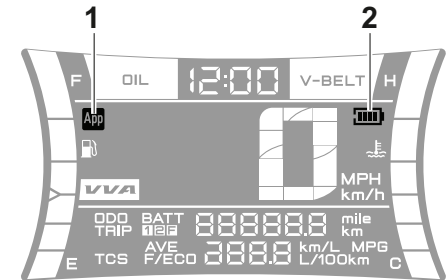 1 2
F OIL 12:00 V-BELT H
App
VVA MPH
km/h
ODO BATT 88888.8 mile
TRIP 12F km
AVE km/L MPG
E TCS F/ECO 388.8 L/100km C